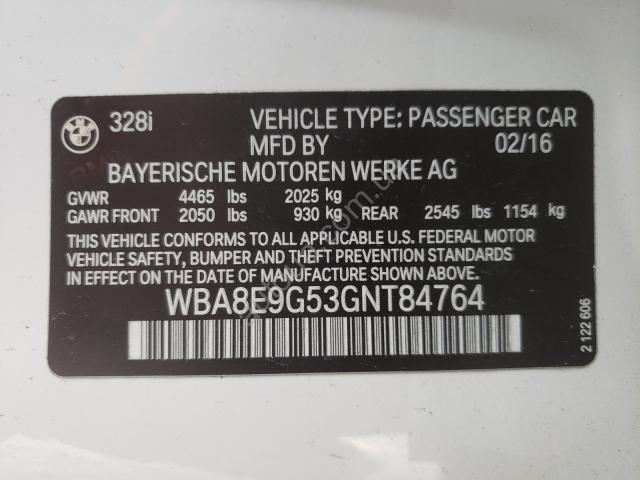 BMW 328i VEHICLE TYPE: PASSENGER CAR
MFD BY 02/16
BAYERISCHE MOTOREN WERKE AG
GVWR 4465 lbs 2025 kg
GAWR FRONT 2050 lbs 930 kg REAR 2545 lbs 1154 kg
THIS VEHICLE CONFORMS TO ALL APPLICABLE U.S. FEDERAL MOTOR
VEHICLE SAFETY, BUMPER AND THEFT PREVENTION STANDARDS
IN EFFECT ON THE DATE OF MANUFACTURE SHOWN ABOVE.
WBA8E9G53GNT84764
2 122 606